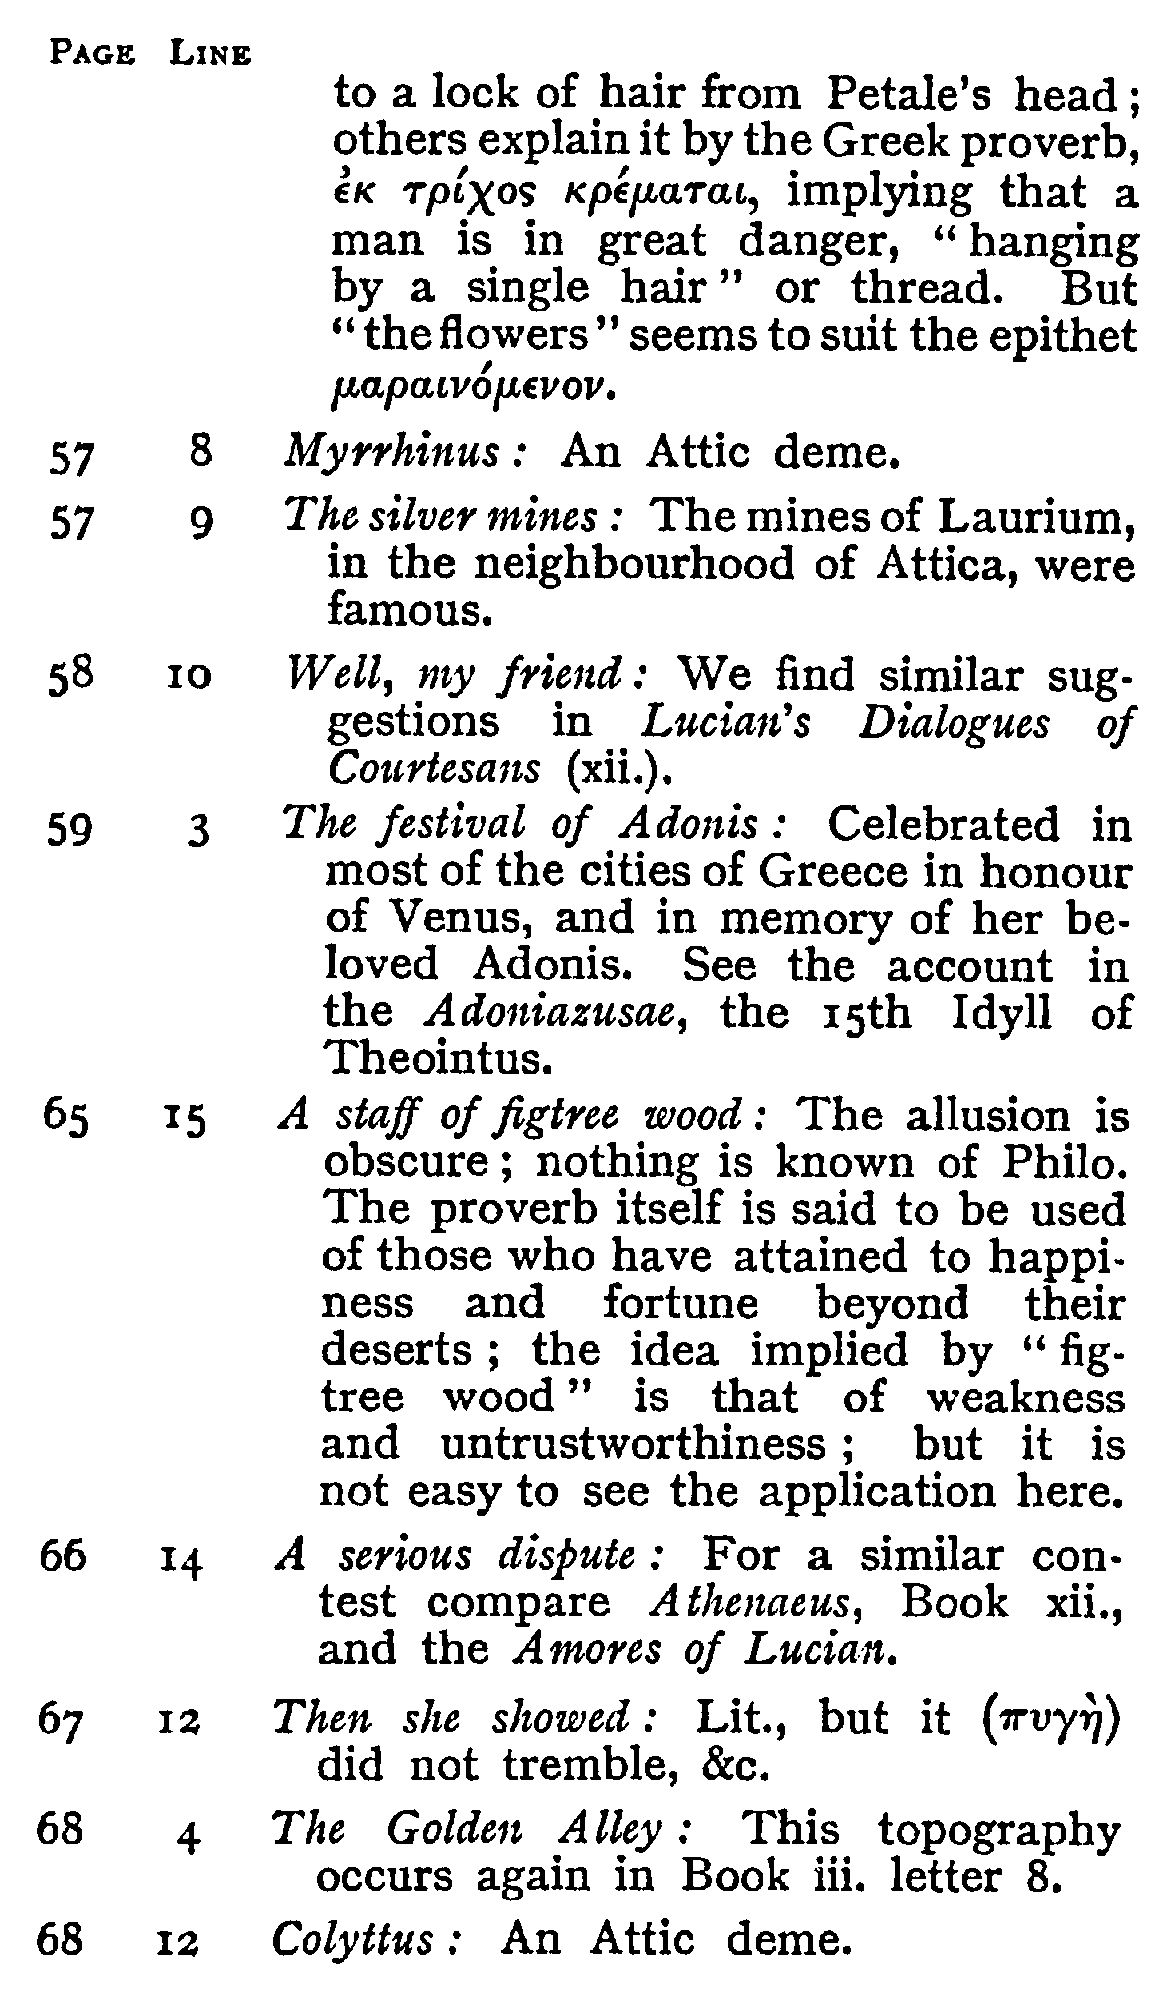 PAGE LINE
to a lock of hair from Petale's head ;
others explain it by the Greek proverb,
ἐκ τρίχος κρέμαται, implying that a
man is in great danger, “ hanging
by a single hair ” or thread. But
“ the flowers ” seems to suit the epithet
μαραινόμενον.
57 8 Myrrhinus : An Attic deme.
57 9 The silver mines : The mines of Laurium,
in the neighbourhood of Attica, were
famous.
58 10 Well, my friend : We find similar sug-
gestions in Lucian's Dialogues of
Courtesans (xii.).
59 3 The festival of Adonis : Celebrated in
most of the cities of Greece in honour
of Venus, and in memory of her be-
loved Adonis. See the account in
the Adoniazusae, the 15th Idyll of
Theointus.
65 15 A staff of figtree wood : The allusion is
obscure ; nothing is known of Philo.
The proverb itself is said to be used
of those who have attained to happi-
ness and fortune beyond their
deserts ; the idea implied by “ fig-
tree wood ” is that of weakness
and untrustworthiness ; but it is
not easy to see the application here.
66 14 A serious dispute : For a similar con-
test compare Athenaeus, Book xii.,
and the Amores of Lucian.
67 12 Then she showed : Lit., but it (πυγὴ)
did not tremble, &c.
68 4 The Golden Alley : This topography
occurs again in Book iii. letter 8.
68 12 Colyttus : An Attic deme.